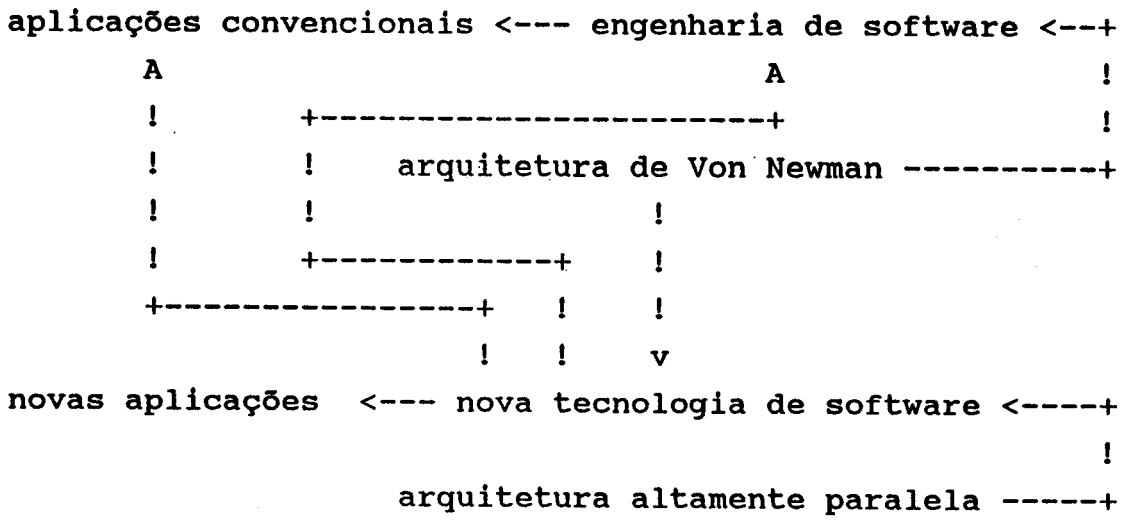 aplicações convencionais <--- engenharia de software <--+
A A !
! +-----------------------+ !
! ! arquitetura de Von Newman ----------+
! ! !
! +------------+ !
+-----------------+ ! !
! ! v
novas aplicações <--- nova tecnologia de software <----+
!
arquitetura altamente paralela -----+